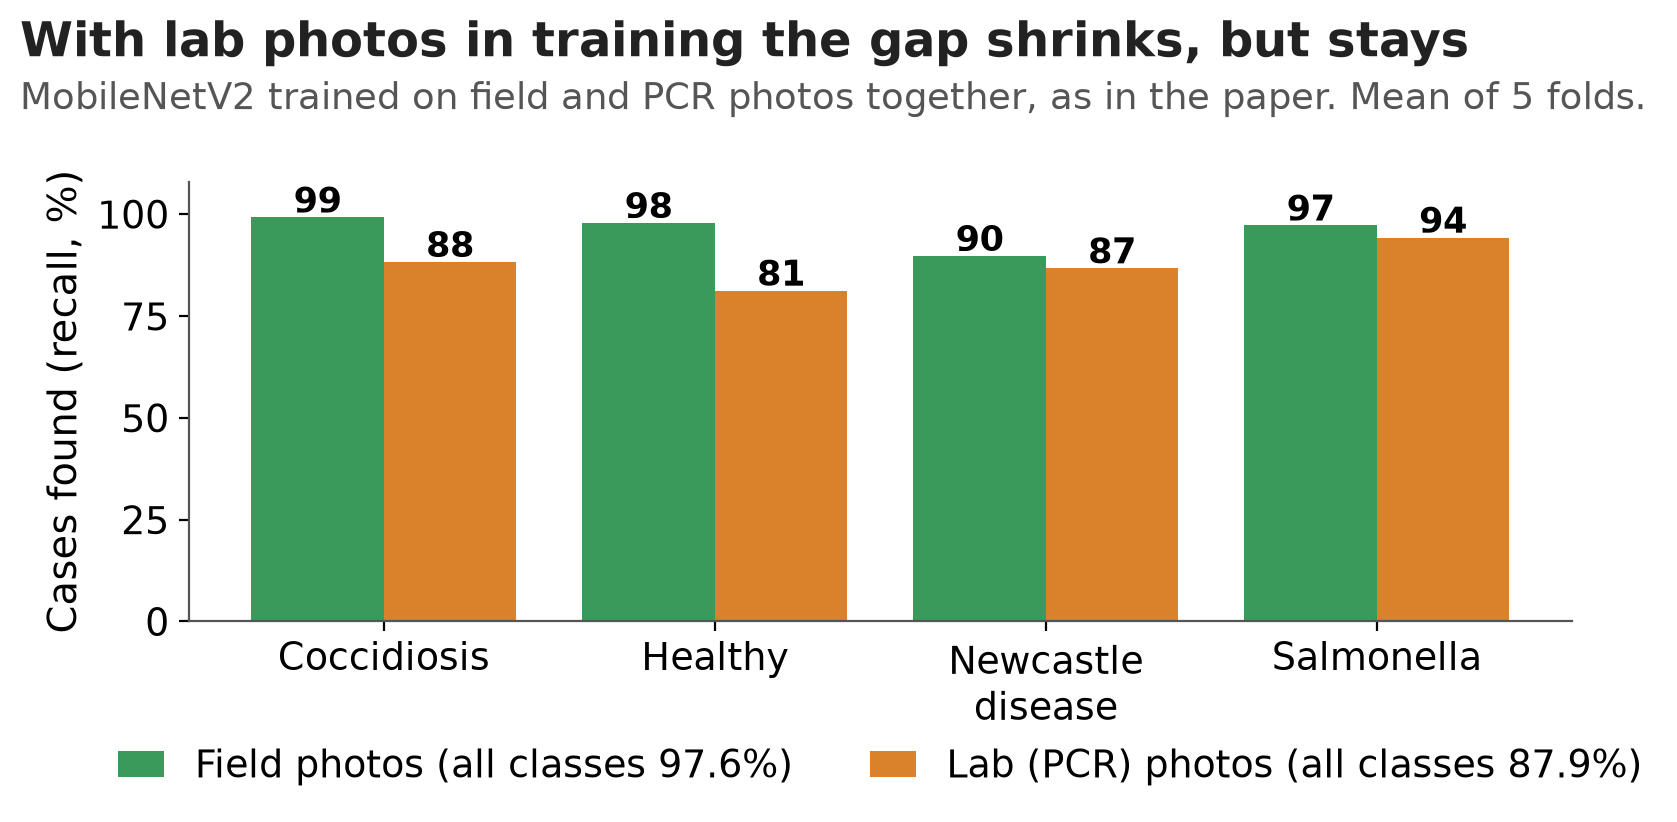 With lab photos in training the gap shrinks, but stays
MobileNetV2 trained on field and PCR photos together, as in the paper. Mean of 5 folds.
Cases found (recall, %)
100
75
50
25
0
99
88
98
81
90
87
97
94
Coccidiosis
Healthy
Newcastle
disease
Salmonella
Field photos (all classes 97.6%)
Lab (PCR) photos (all classes 87.9%)